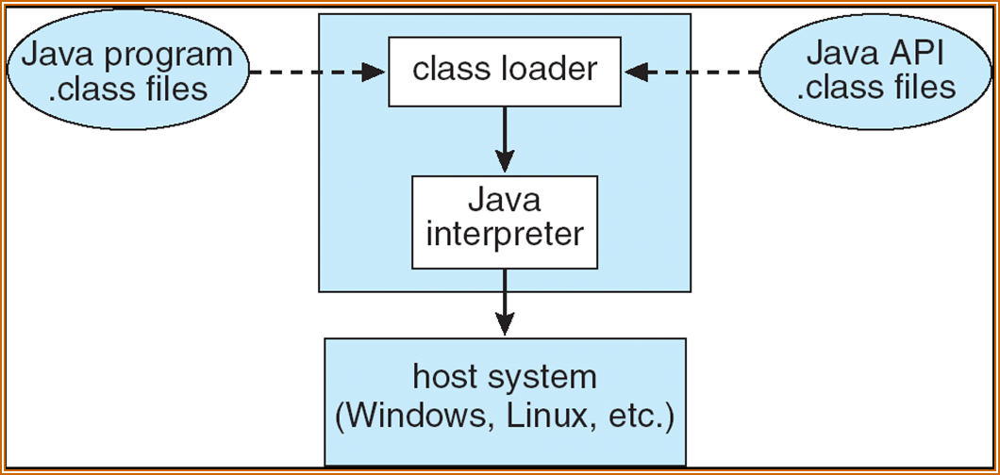 Java program
.class files
class loader
Java API
.class files
Java
interpreter
host system
(Windows, Linux, etc.)